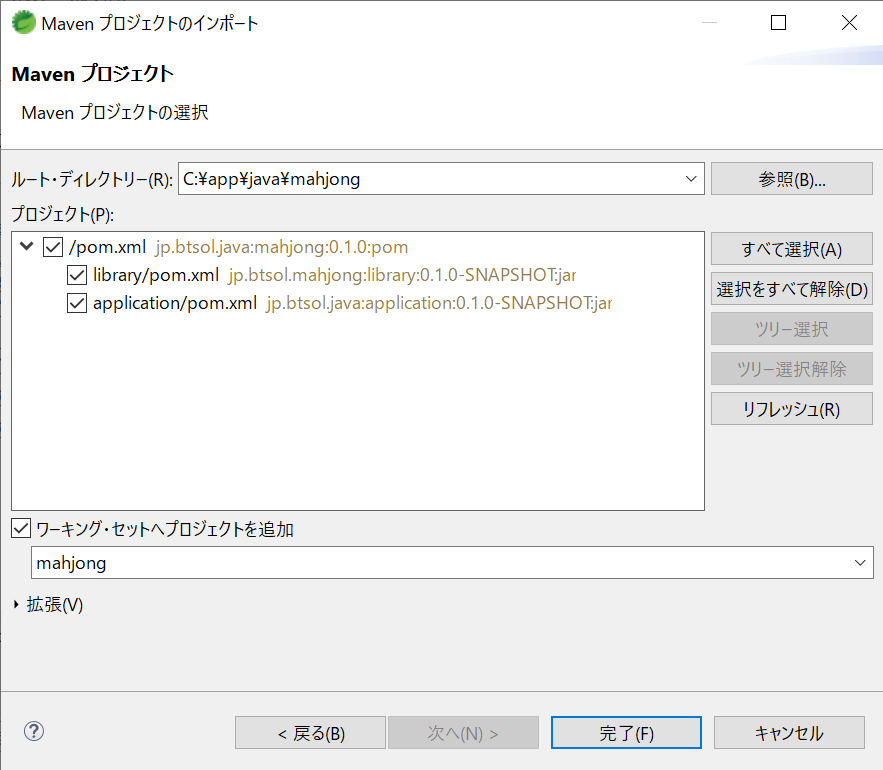 Maven プロジェクトのインポート
Maven プロジェクト
Maven プロジェクトの選択
ルート・ディレクトリー(R): C:¥app¥java¥mahjong 参照(B)...
プロジェクト(P):
/pom.xml jp.btsol.java:mahjong:0.1.0:pom
library/pom.xml jp.btsol.mahjong:library:0.1.0-SNAPSHOT:jar
application/pom.xml jp.btsol.java:application:0.1.0-SNAPSHOT:jar
すべて選択(A)
選択をすべて解除(D)
ツリー選択
ツリー選択解除
リフレッシュ(R)
ワーキング・セットへプロジェクトを追加
mahjong
拡張(V)
?
< 戻る(B) 次へ(N) > 完了(F) キャンセル